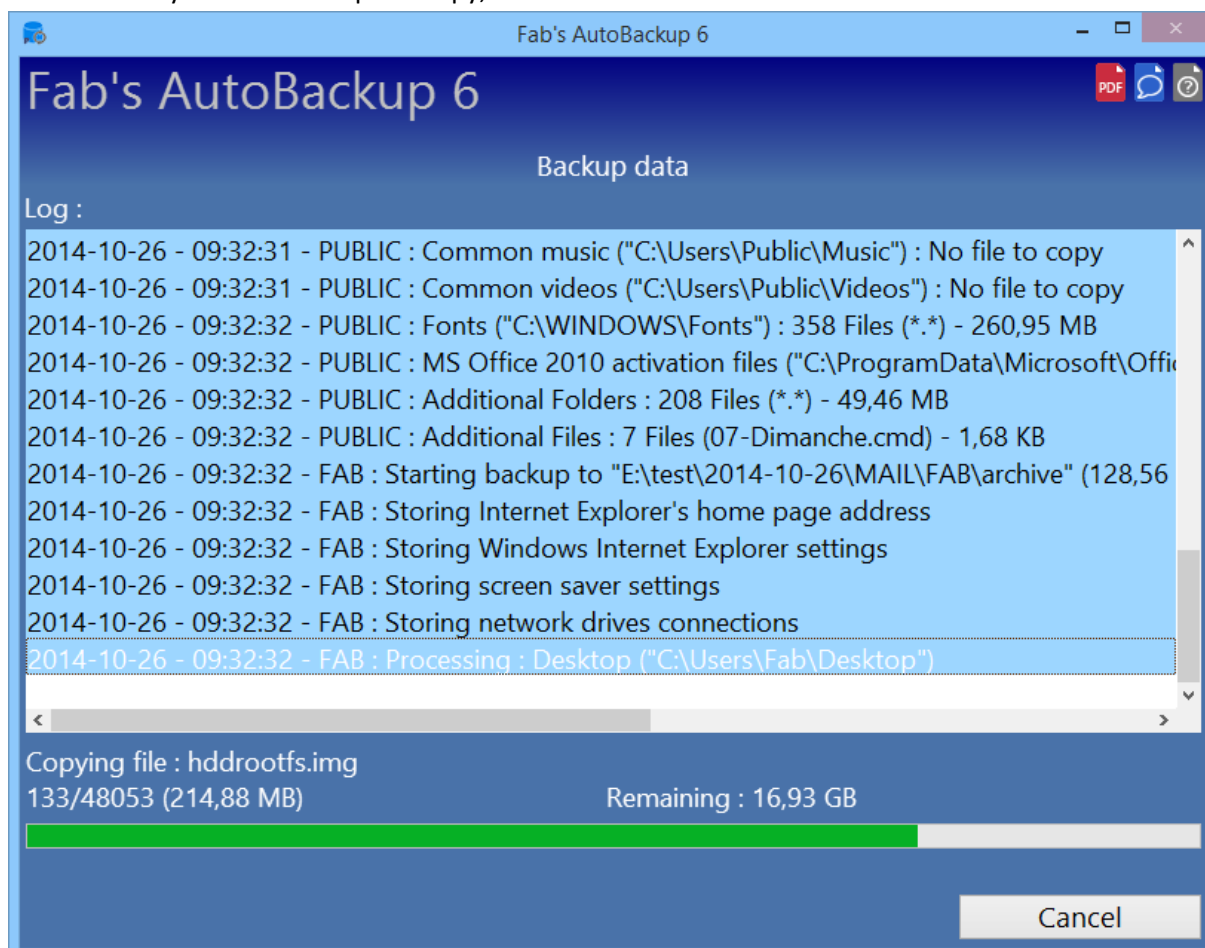 Fab's AutoBackup 6
Fab's AutoBackup 6
PDF
Backup data
Log :
2014-10-26 - 09:32:31 - PUBLIC : Common music ("C:\Users\Public\Music") : No file to copy
2014-10-26 - 09:32:31 - PUBLIC : Common videos ("C:\Users\Public\Videos") : No file to copy
2014-10-26 - 09:32:32 - PUBLIC : Fonts ("C:\WINDOWS\Fonts") : 358 Files (*.*) - 260,95 MB
2014-10-26 - 09:32:32 - PUBLIC : MS Office 2010 activation files ("C:\ProgramData\Microsoft\Offi
2014-10-26 - 09:32:32 - PUBLIC : Additional Folders : 208 Files (*.*) - 49,46 MB
2014-10-26 - 09:32:32 - PUBLIC : Additional Files : 7 Files (07-Dimanche.cmd) - 1,68 KB
2014-10-26 - 09:32:32 - FAB : Starting backup to "E:\test\2014-10-26\MAIL\FAB\archive" (128,56
2014-10-26 - 09:32:32 - FAB : Storing Internet Explorer's home page address
2014-10-26 - 09:32:32 - FAB : Storing Windows Internet Explorer settings
2014-10-26 - 09:32:32 - FAB : Storing screen saver settings
2014-10-26 - 09:32:32 - FAB : Storing network drives connections
2014-10-26 - 09:32:32 - FAB : Processing : Desktop ("C:\Users\Fab\Desktop")
Copying file : hddrootfs.img
133/48053 (214,88 MB) Remaining : 16,93 GB
Cancel